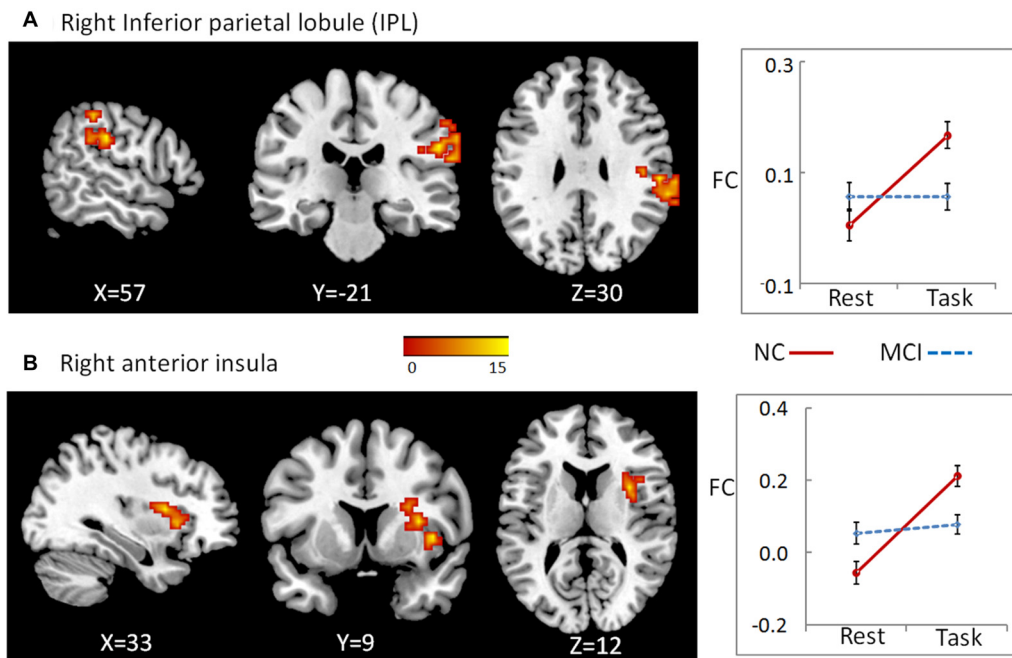 A Right Inferior parietal lobule (IPL)
X=57 Y=-21 Z=30
0.3
FC 0.1
-0.1
Rest Task
B Right anterior insula
0 15
NC MCI
X=33 Y=9 Z=12
0.4
FC 0.2
0.0
-0.2
Rest Task